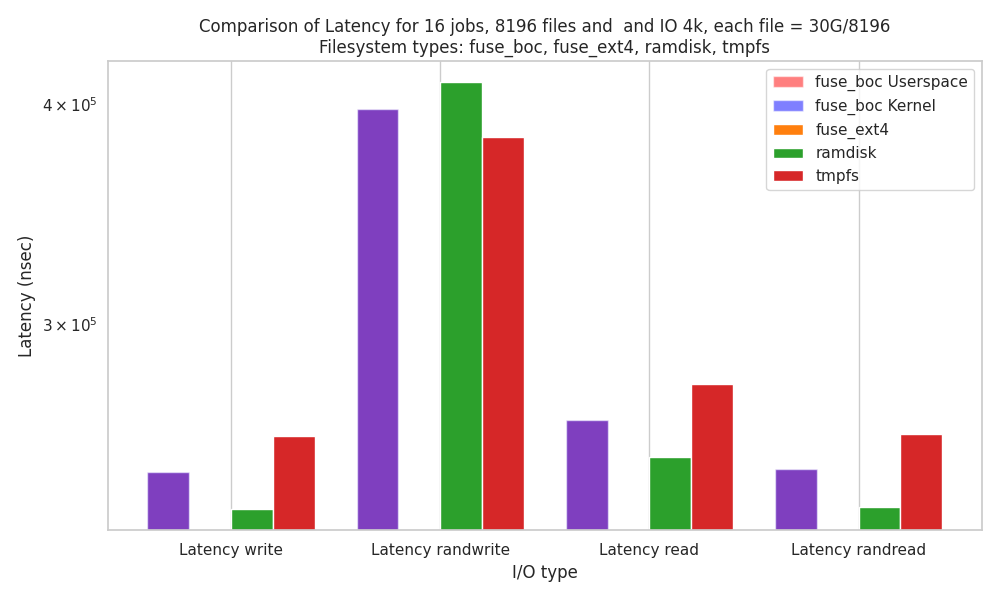 Comparison of Latency for 16 jobs, 8196 files and  and IO 4k, each file = 30G/8196
Filesystem types: fuse_boc, fuse_ext4, ramdisk, tmpfs
fuse_boc Userspace
fuse_boc Kernel
fuse_ext4
ramdisk
tmpfs
4 × 10⁵
3 × 10⁵
Latency (nsec)
Latency write
Latency randwrite
Latency read
Latency randread
I/O type